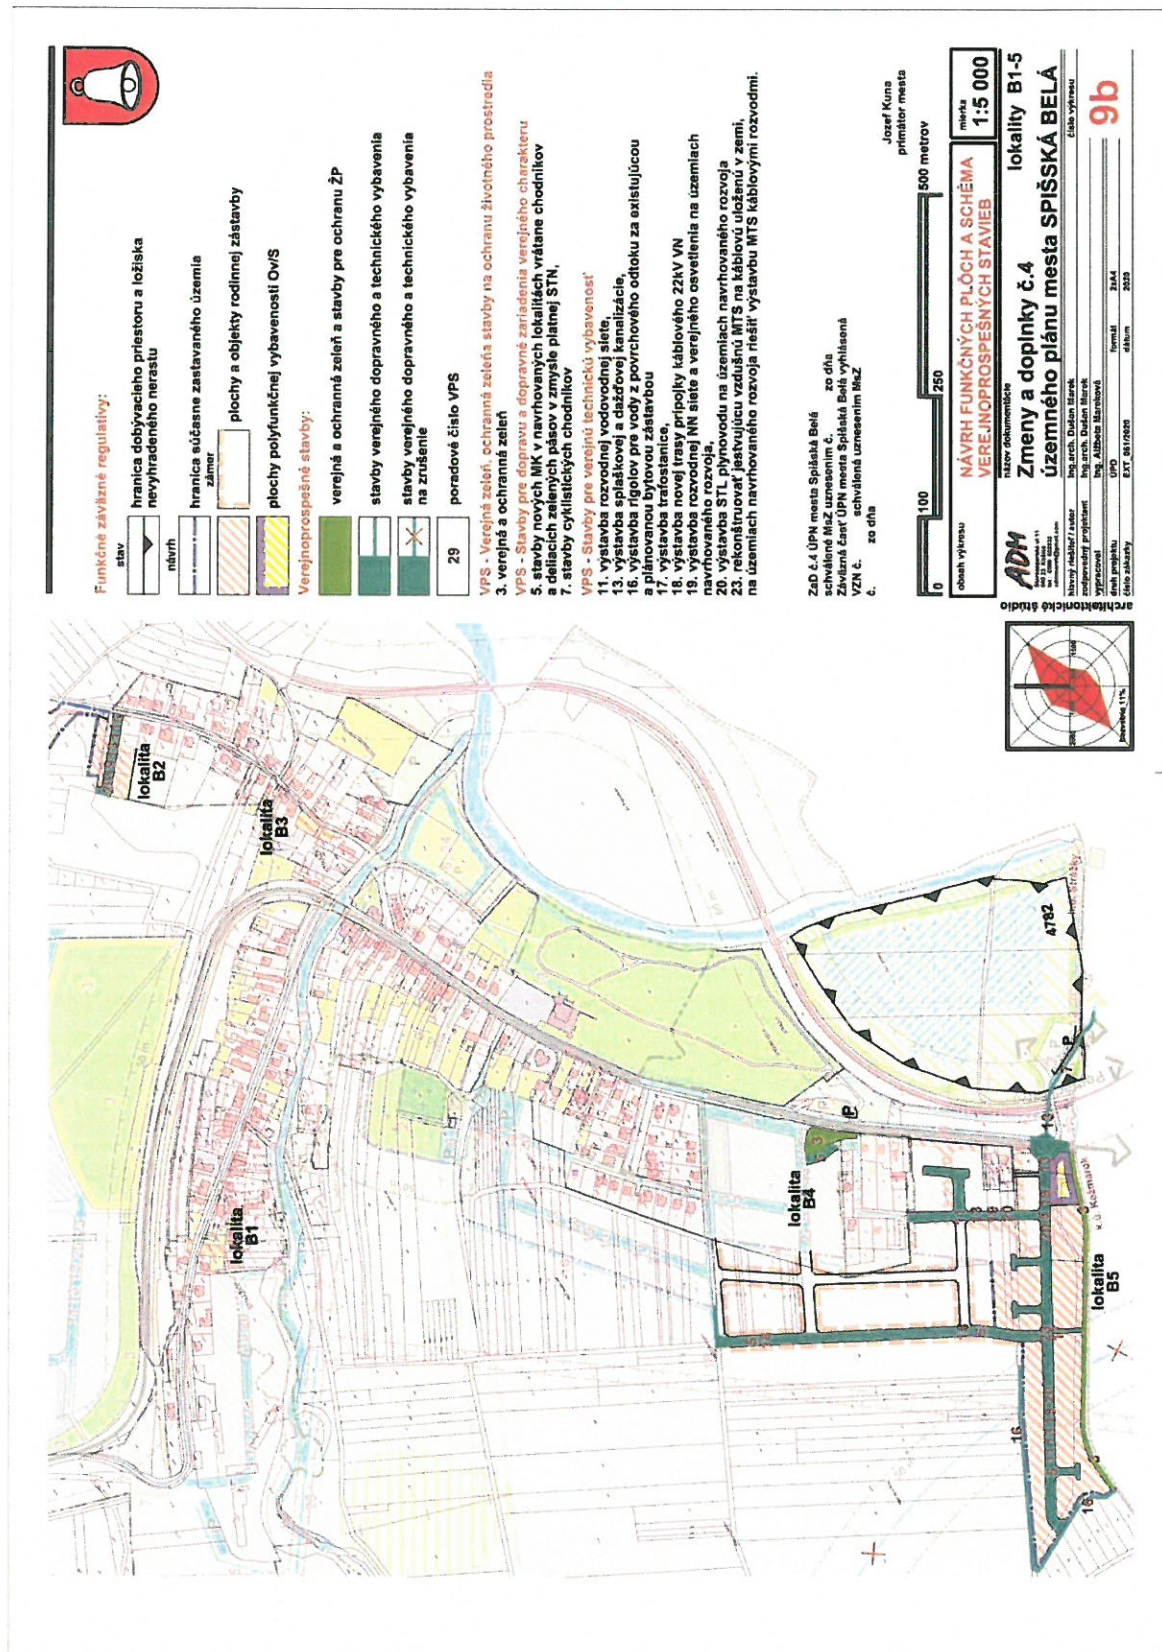 Funkčné záväzné regulatívy:
stav
hranica dobývacieho priestoru a ložiska
nevyhradeného nerastu
návrh
hranica súčasne zastavaného územia
zámer
plochy a objekty rodinnej zástavby
plochy polyfunkčnej vybavenosti Ov/S
Verejnoprospešné stavby:
verejná a ochranná zeleň a stavby pre ochranu ŽP
stavby verejného dopravného a technického vybavenia
stavby verejného dopravného a technického vybavenia
na zrušenie
29
poradové číslo VPS
VPS - Verejná zeleň, ochranná zeleňa stavby na ochranu životného prostredia
3. verejná a ochranná zeleň
VPS - Stavby pre dopravu a dopravné zariadenia verejného charakteru
5. stavby nových MK v navrhovaných lokalitách vrátane chodníkov
a deliacich zelených pásov v zmysle platnej STN,
7. stavby cyklistických chodníkov
VPS - Stavby pre verejnú technickú vybavenosť
11. výstavba rozvodnej vodovodnej siete,
13. výstavba splaškovej a dažďovej kanalizácie,
16. výstavba rigolov pre vody z povrchového odtoku za existujúcou
a plánovanou bytovou zástavbou
17. výstavba trafostanice,
18. výstavba novej trasy prípojky káblového 22kV VN
19. výstavba rozvodnej NN siete a verejného osvetlenia na územiach
navrhovaného rozvoja,
20. výstavba STL plynovodu na územiach navrhovaného rozvoja
23. rekonštruovať jestvujúcu vzdušnú MTS na káblovú uloženú v zemi,
na územiach navrhovaného rozvoja riešiť výstavbu MTS káblovými rozvodmi.
ZaD č.4 ÚPN mesta Spišská Belá
schválené MsZ uznesením č. zo dňa
Záväzná časť ÚPN mesta Spišská Belá vyhlásená
VZN č. schválená uznesením MsZ
č. zo dňa
Jozef Kuna
primátor mesta
0 100 250 500 metrov
obsah výkresu
NÁVRH FUNKČNÝCH PLÔCH A SCHÉMA
VEREJNOPROSPEŠNÝCH STAVIEB
mierka
1:5 000
architektonické štúdio
ADM
názov dokumentácie
Zmeny a doplnky č.4 lokality B1-5
územného plánu mesta SPIŠSKÁ BELÁ
hlavný riešiteľ / autor Ing.arch. Dušan Marek
zodpovedný projektant Ing.arch. Dušan Marek
vypracoval Ing. Alžbeta Mareková
druh projektu ÚPD formát 2xA4
číslo zákazky EXT_061/2020 dátum 2020
číslo výkresu
9b
lokalita
B1
lokalita
B2
lokalita
B3
lokalita
B4
lokalita
B5
4782
k.ú. Kežmarok
16
16
P
P
3